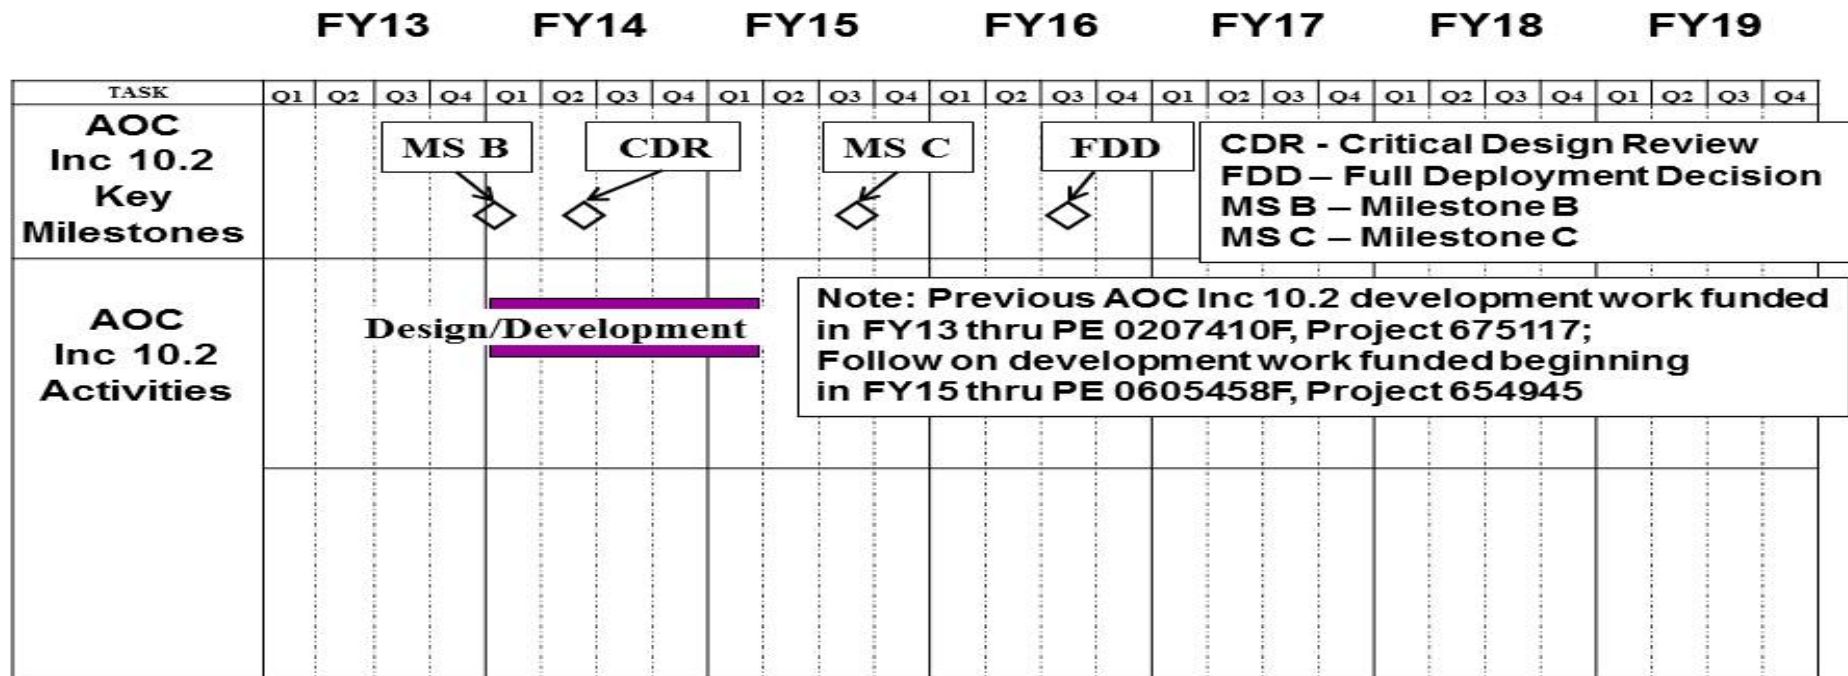 FY13 FY14 FY15 FY16 FY17 FY18 FY19
TASK Q1 Q2 Q3 Q4 Q1 Q2 Q3 Q4 Q1 Q2 Q3 Q4 Q1 Q2 Q3 Q4 Q1 Q2 Q3 Q4 Q1 Q2 Q3 Q4 Q1 Q2 Q3 Q4
AOC
Inc 10.2
Key
Milestones
MS B CDR MS C FDD
CDR - Critical Design Review
FDD – Full Deployment Decision
MS B – Milestone B
MS C – Milestone C
AOC
Inc 10.2
Activities
Design/Development
Note: Previous AOC Inc 10.2 development work funded
in FY13 thru PE 0207410F, Project 675117;
Follow on development work funded beginning
in FY15 thru PE 0605458F, Project 654945